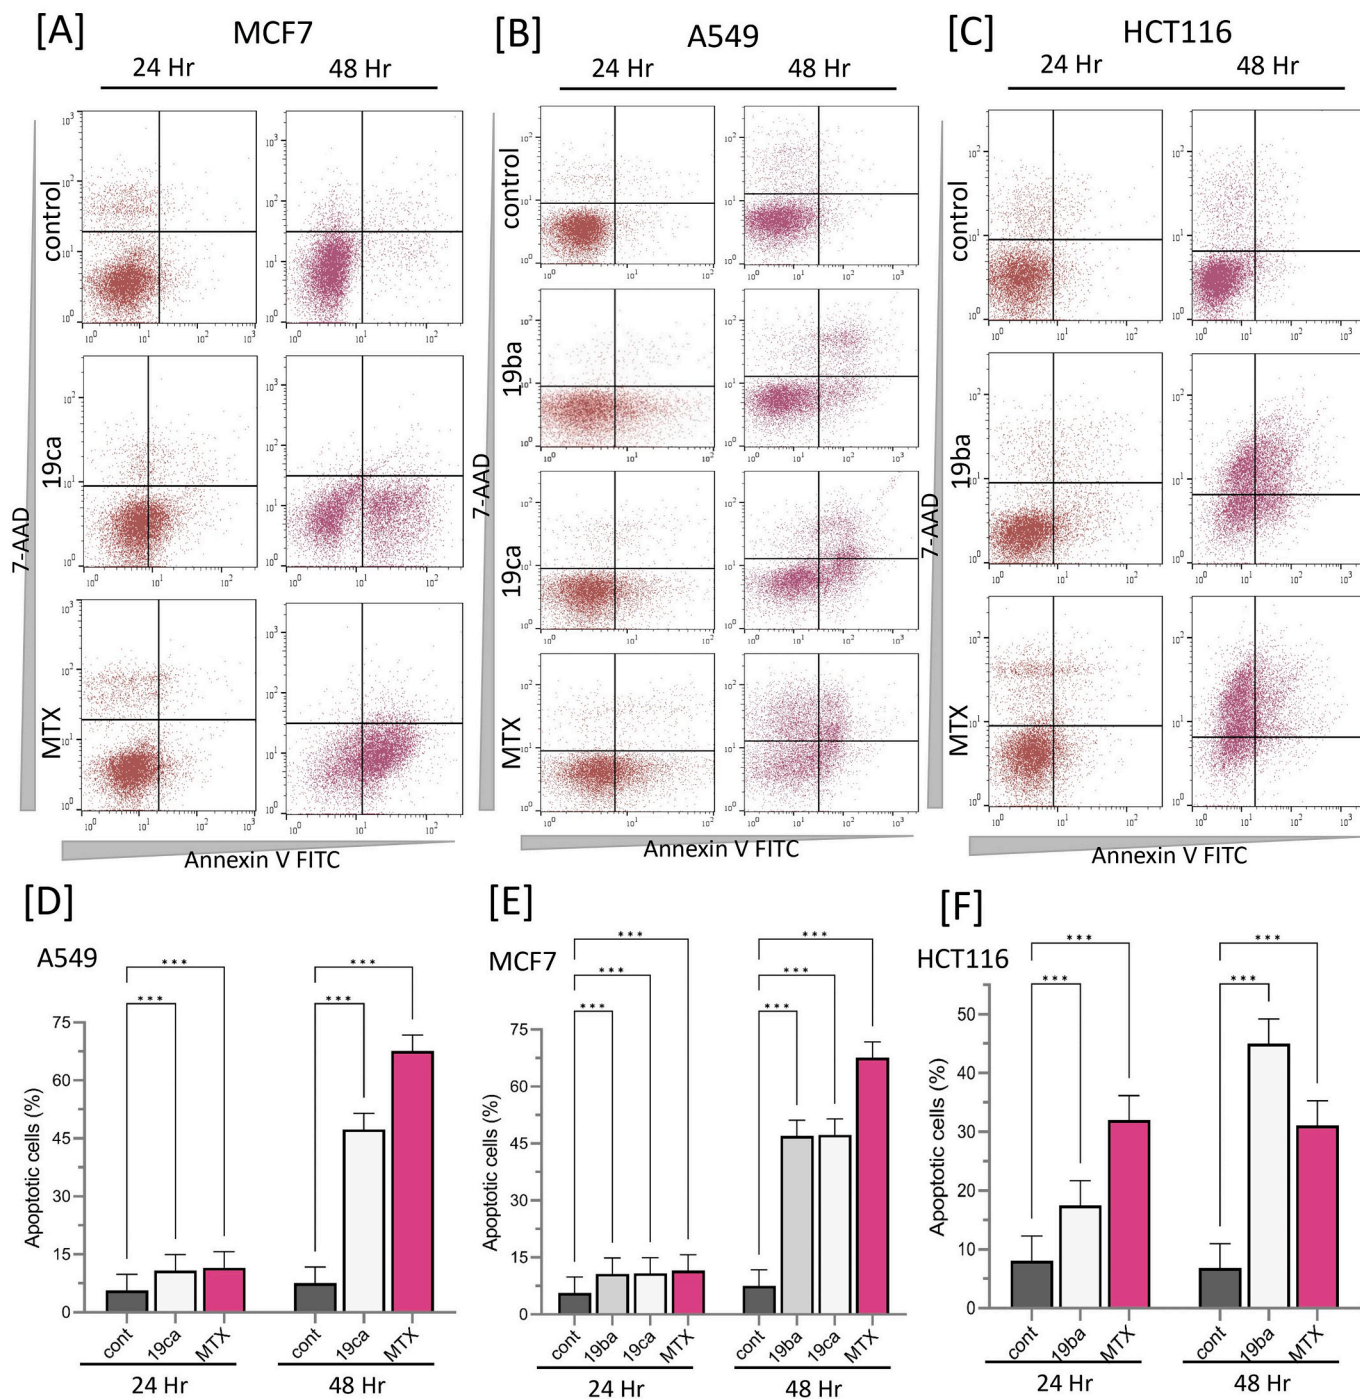 [A]
MCF7
24 Hr
48 Hr
control
19ca
MTX
7-AAD
Annexin V FITC
[B]
A549
24 Hr
48 Hr
control
19ba
19ca
MTX
7-AAD
Annexin V FITC
[C]
HCT116
24 Hr
48 Hr
control
19ba
MTX
7-AAD
Annexin V FITC
[D]
A549
***
***
***
***
Apoptotic cells (%)
75
60
45
30
15
0
cont
19ca
MTX
cont
19ca
MTX
24 Hr
48 Hr
[E]
MCF7
***
***
***
***
***
***
Apoptotic cells (%)
75
60
45
30
15
0
cont
19ba
19ca
MTX
cont
19ba
19ca
MTX
24 Hr
48 Hr
[F]
HCT116
***
***
***
***
Apoptotic cells (%)
50
40
30
20
10
0
cont
19ba
MTX
cont
19ba
MTX
24 Hr
48 Hr